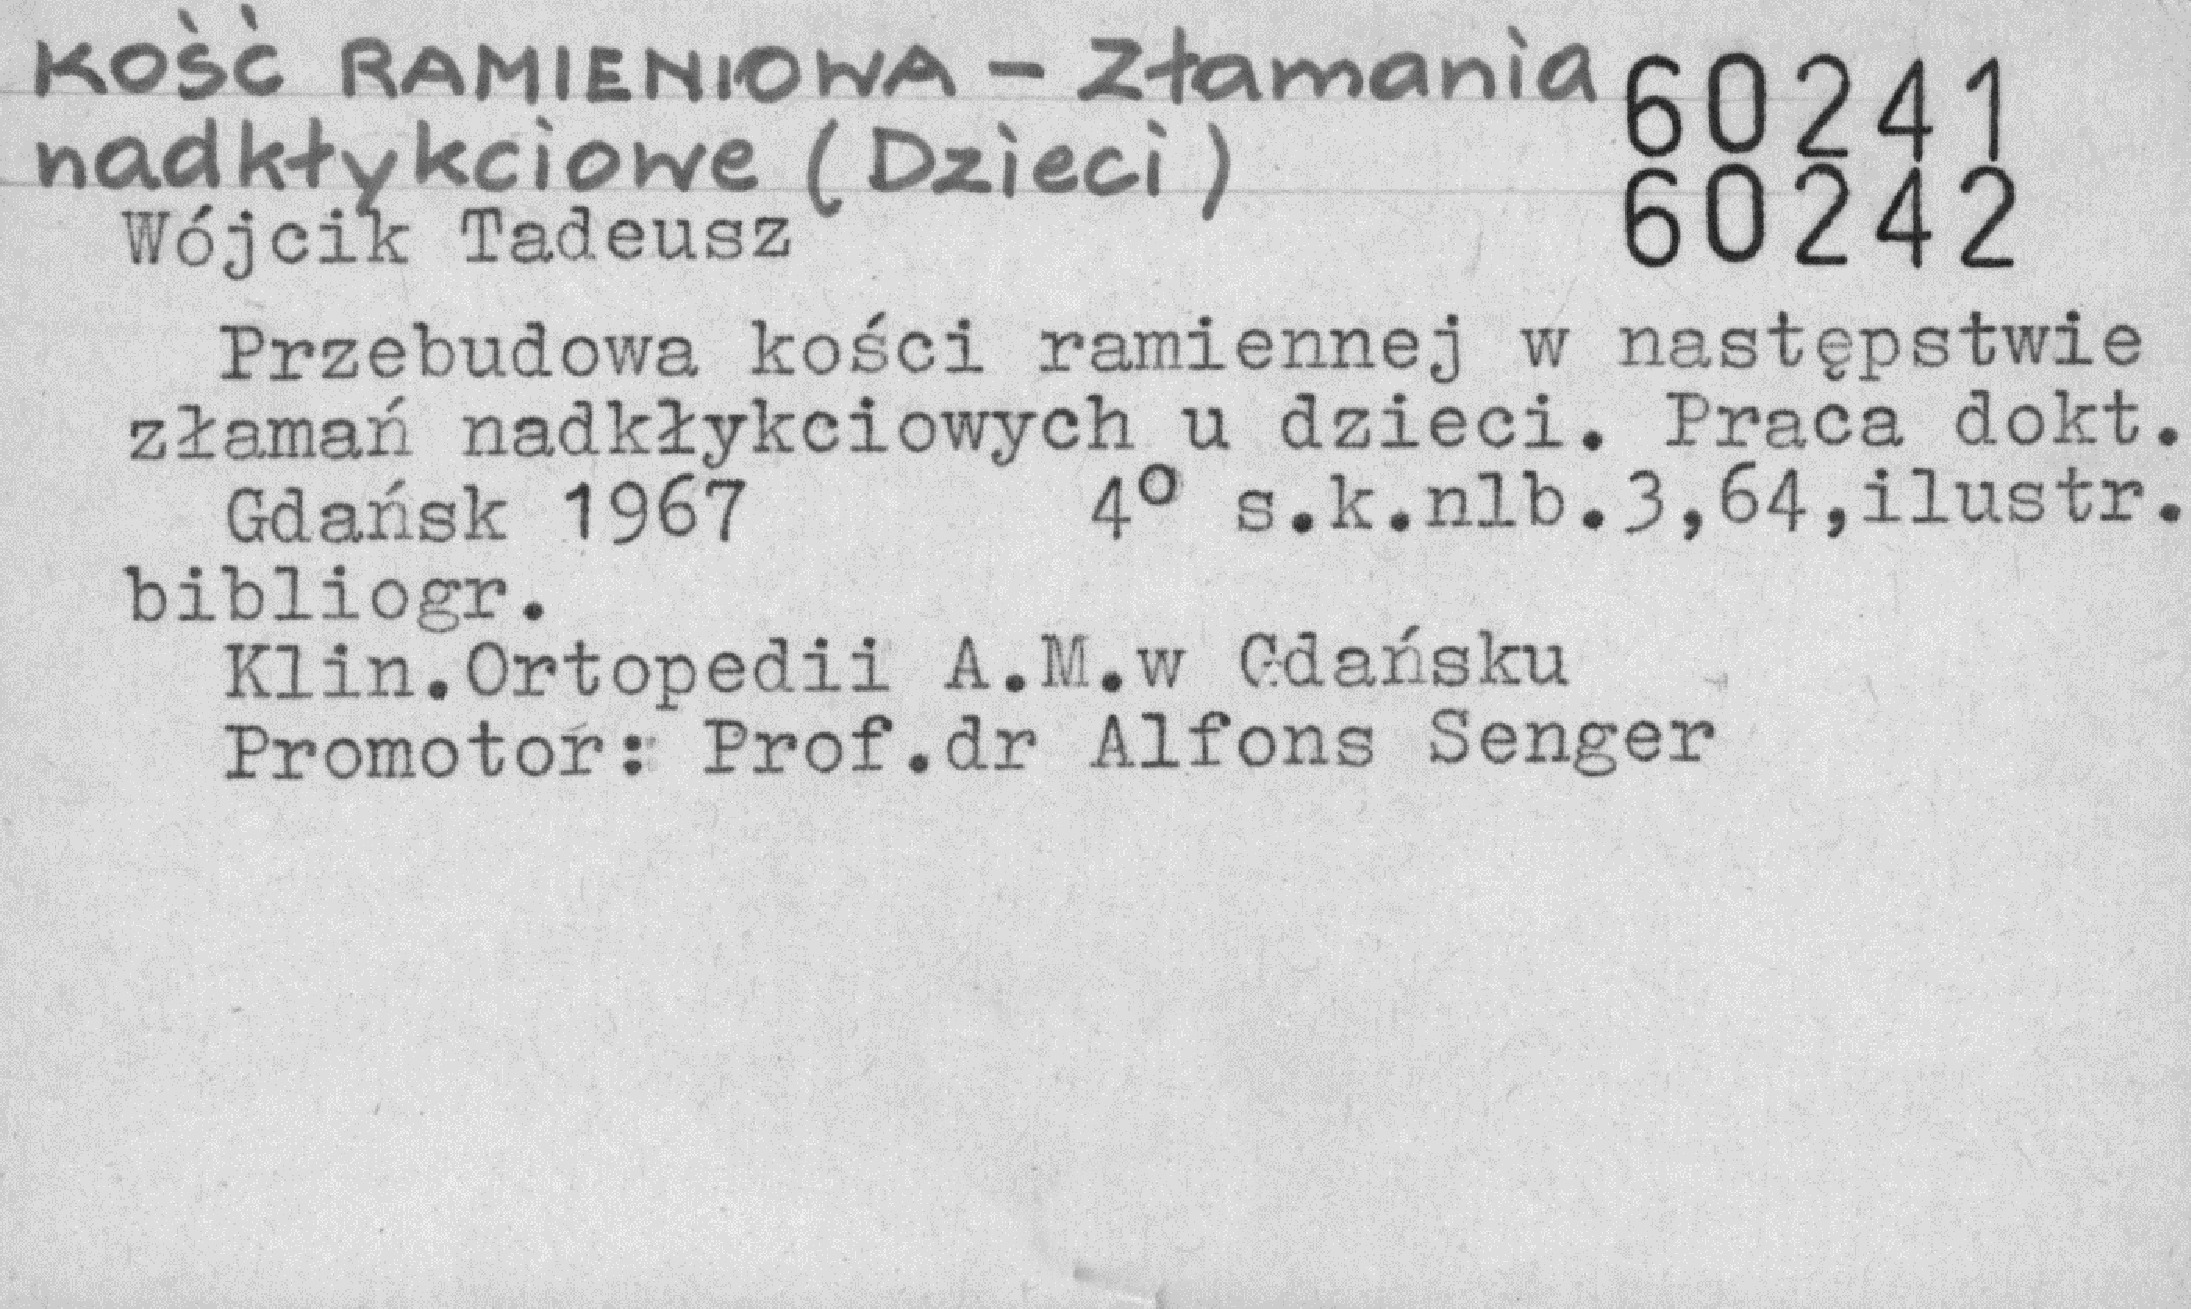 KOŚĆ RAMIENIOWA - Złamania 60241
nadkłykciowe (Dzieci) 60242
Wójcik Tadeusz
Przebudowa kości ramiennej w następstwie
złamań nadkłykciowych u dzieci. Praca dokt.
Gdańsk 1967 4° s.k.nlb.3,64,ilustr.
bibliogr.
Klin.Ortopedii A.M.w Gdańsku
Promotor: Prof.dr Alfons Senger